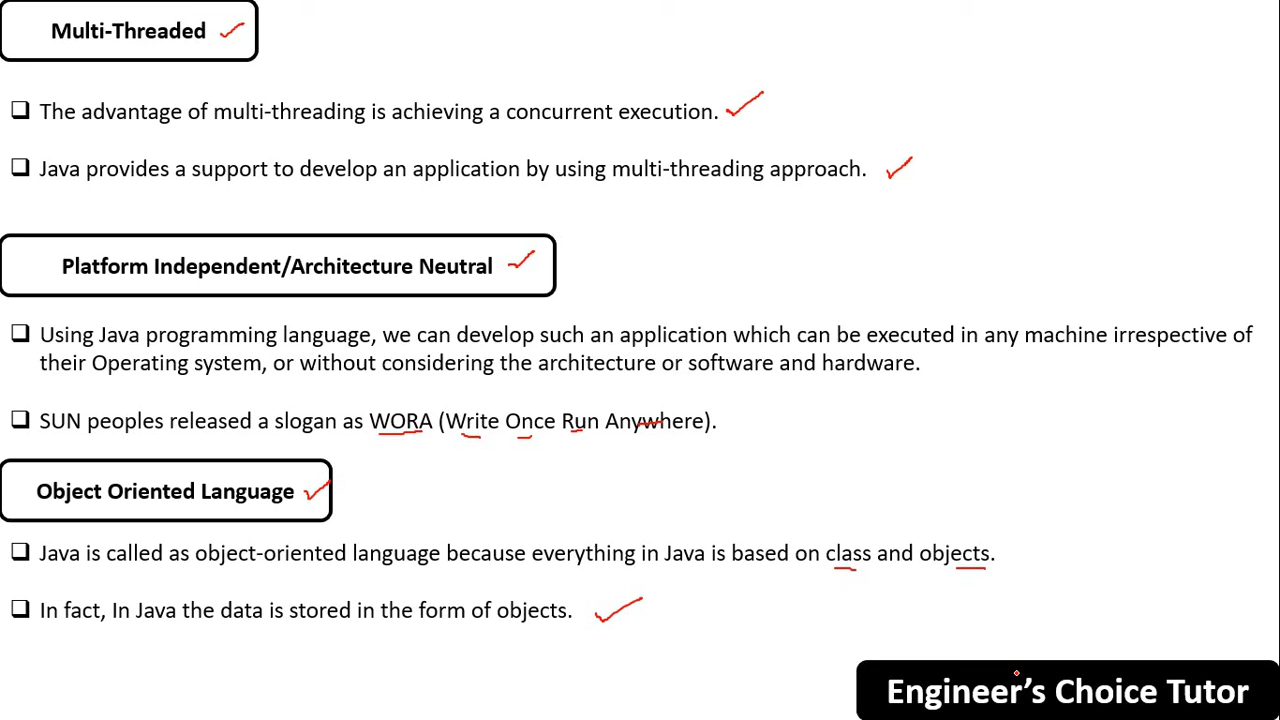 Multi-Threaded
The advantage of multi-threading is achieving a concurrent execution.
Java provides a support to develop an application by using multi-threading approach.
Platform Independent/Architecture Neutral
Using Java programming language, we can develop such an application which can be executed in any machine irrespective of
their Operating system, or without considering the architecture or software and hardware.
SUN peoples released a slogan as WORA (Write Once Run Anywhere).
Object Oriented Language
Java is called as object-oriented language because everything in Java is based on class and objects.
In fact, In Java the data is stored in the form of objects.
Engineer’s Choice Tutor